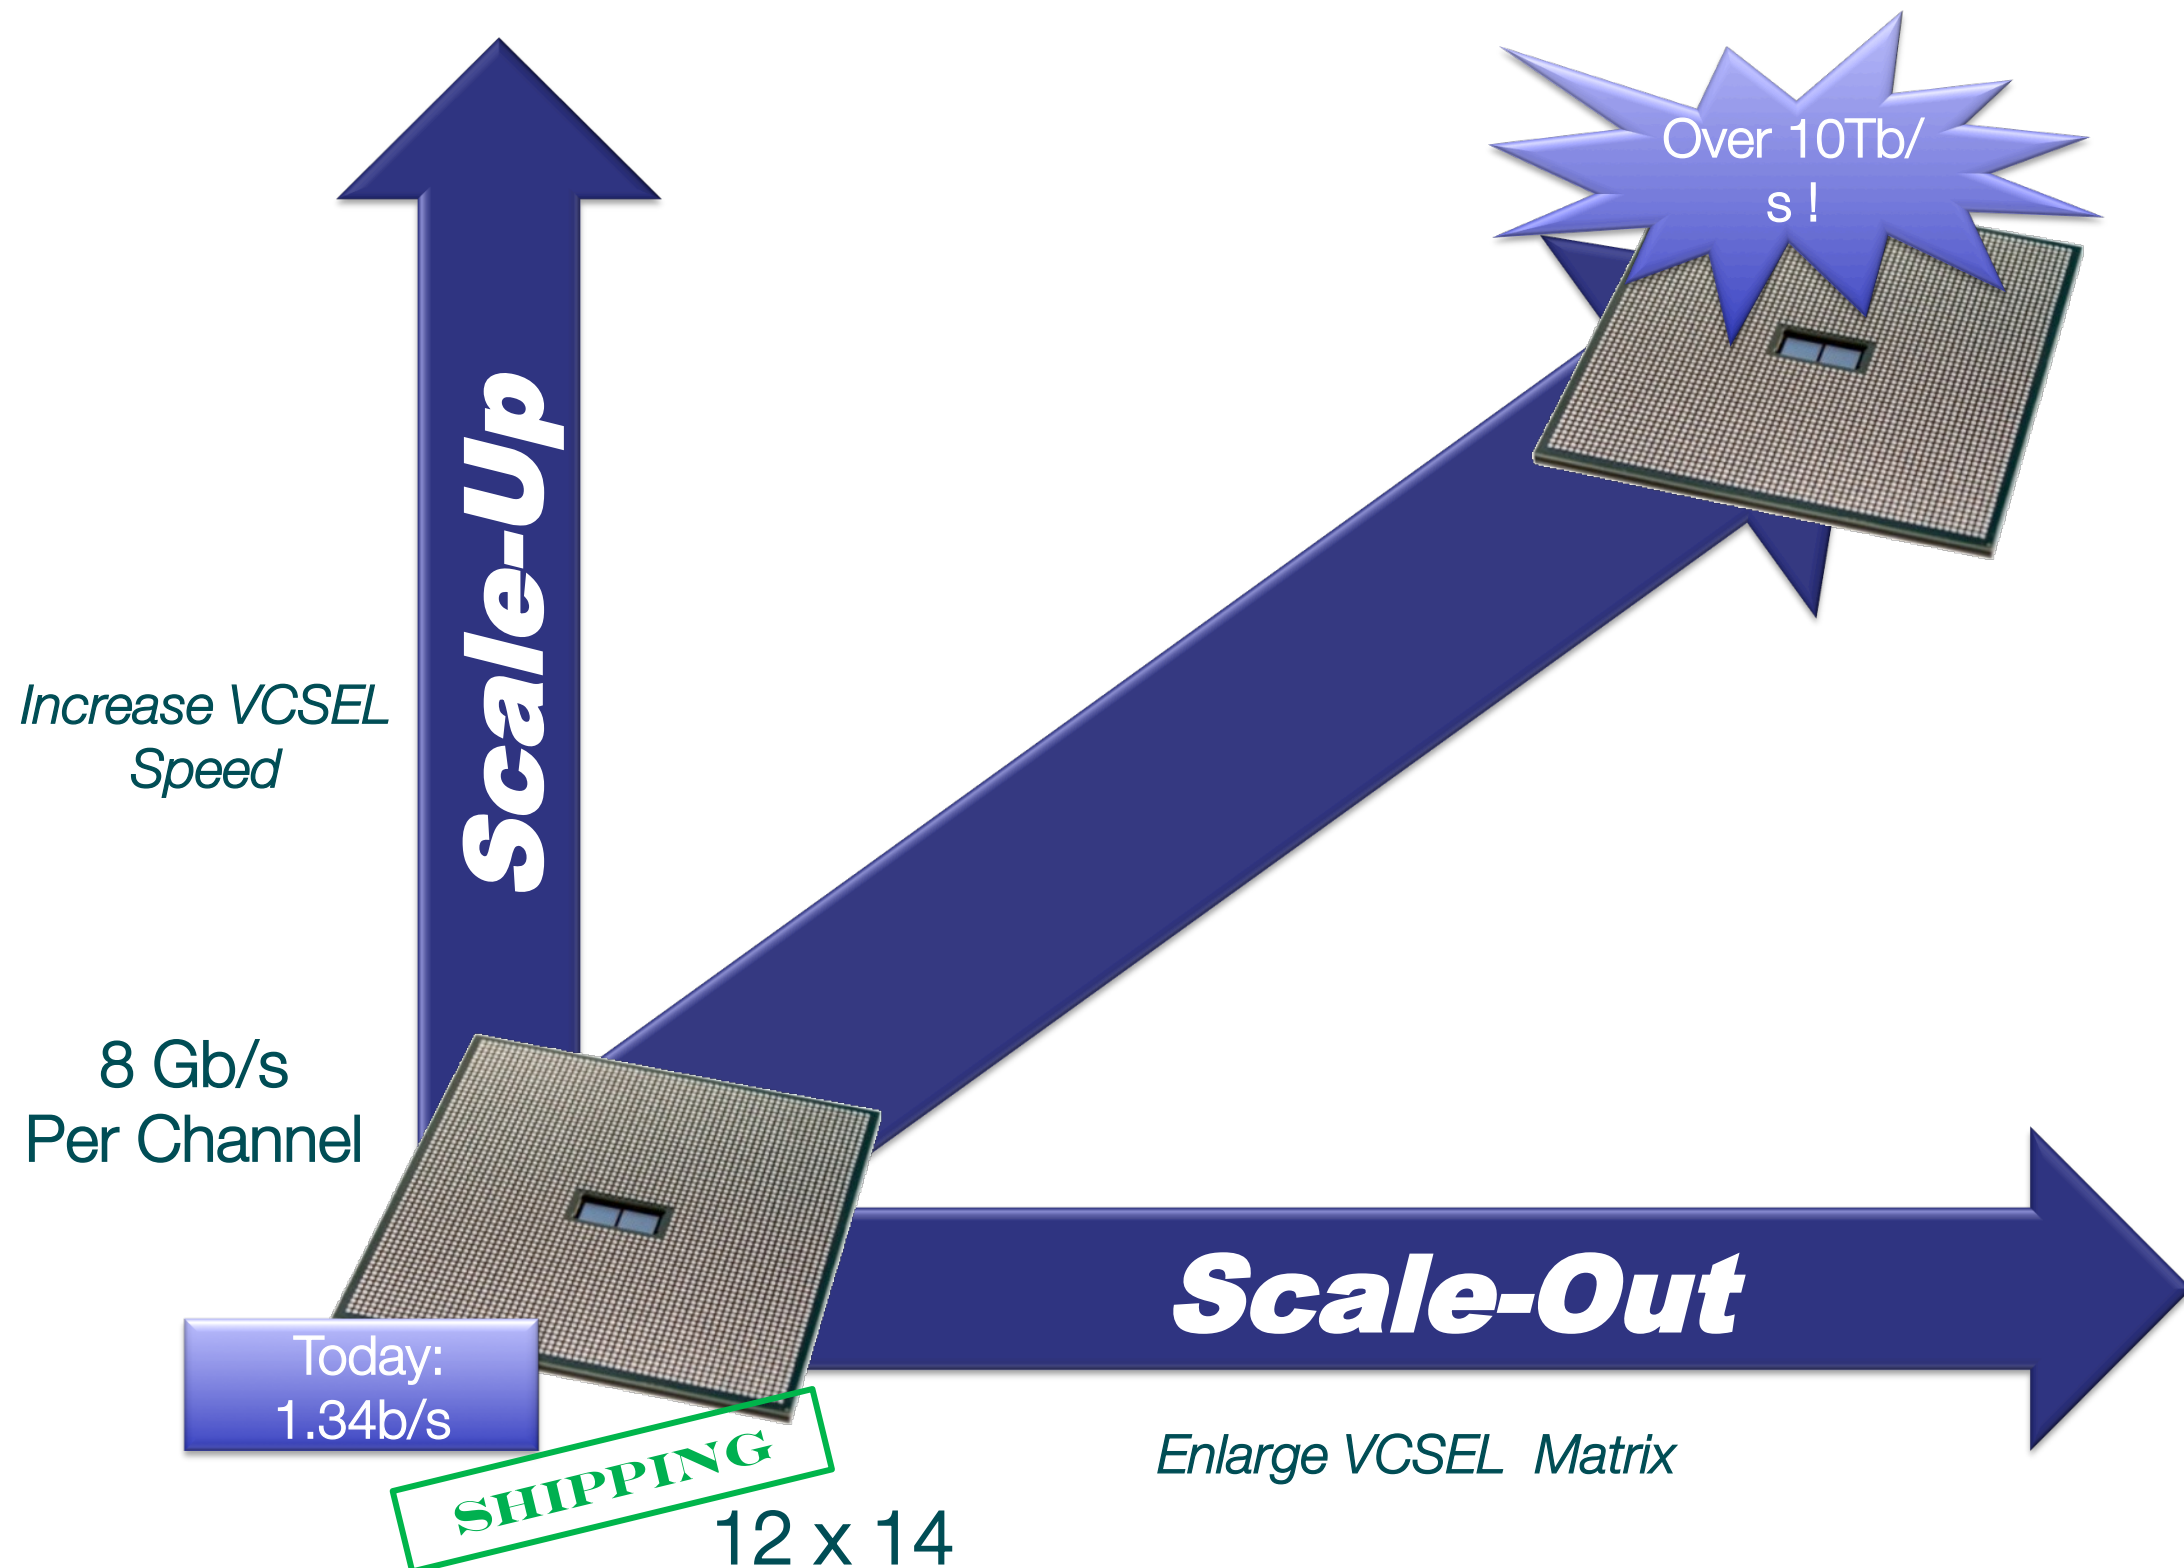 Over 10Tb/
s !
Scale-Up
Increase VCSEL
Speed
8 Gb/s
Per Channel
Scale-Out
Today:
1.34b/s
SHIPPING
Enlarge VCSEL Matrix
12 x 14